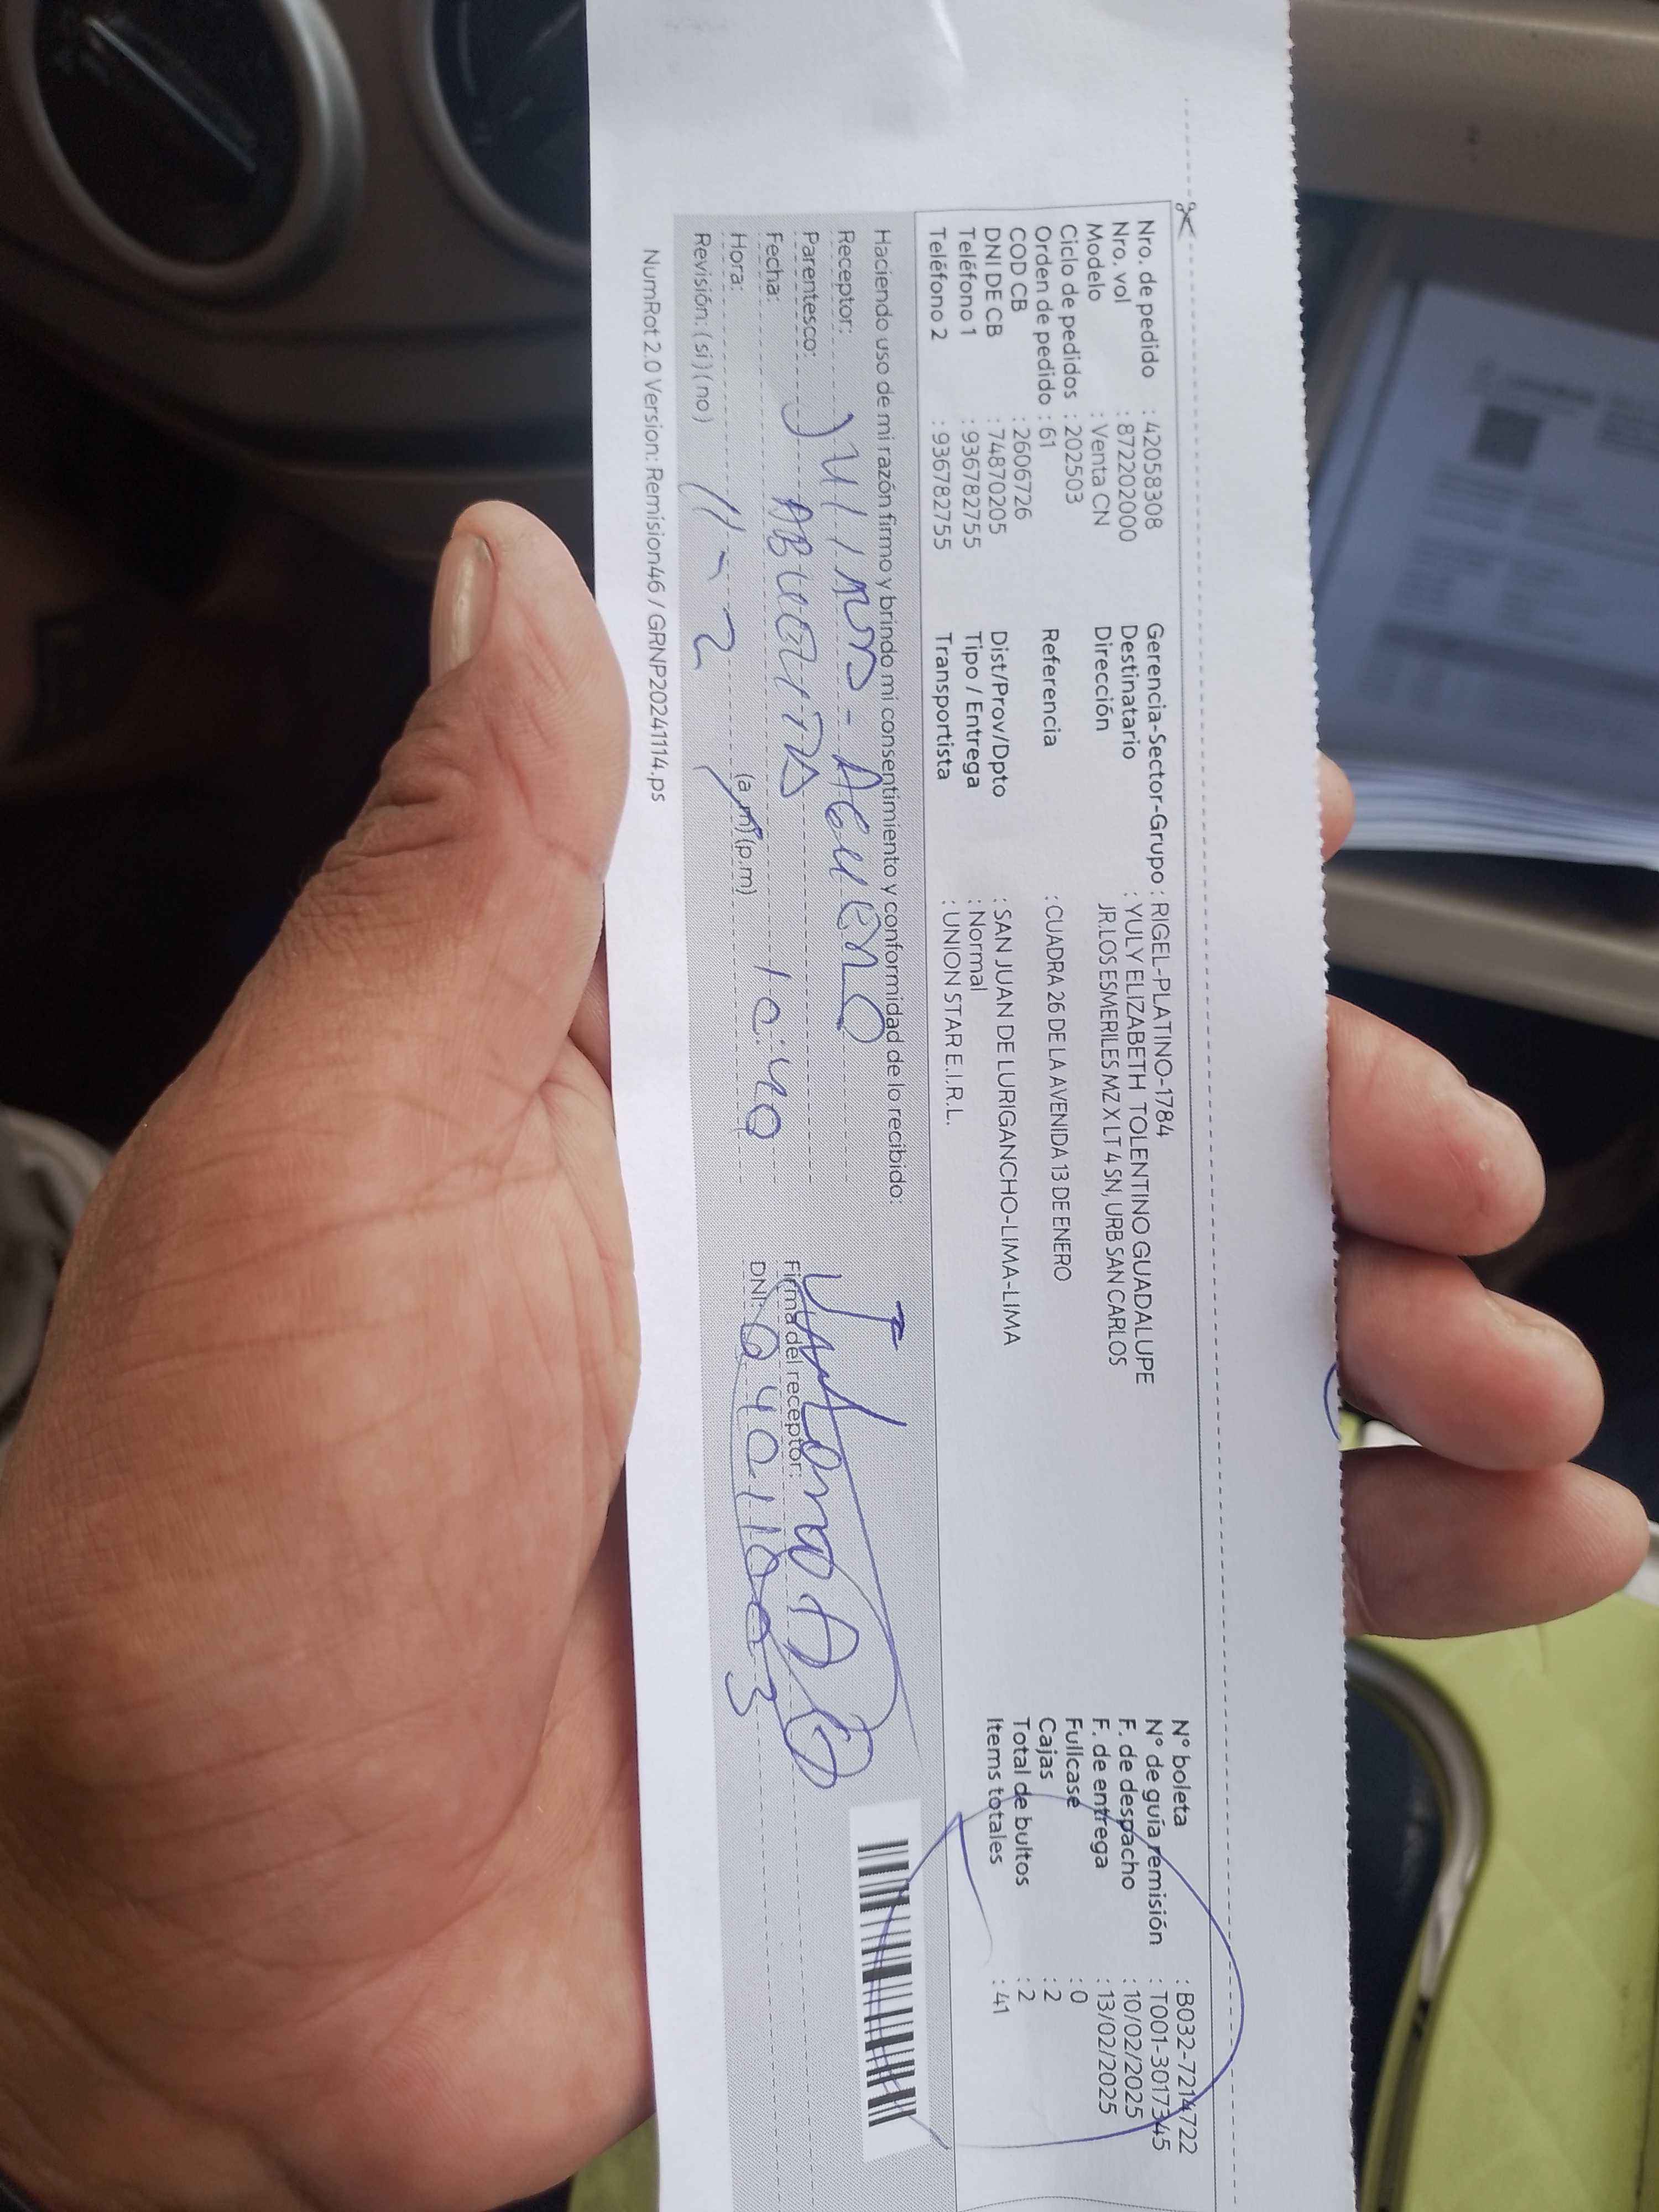 Nro. de pedido : 42058308
Nro. vol : 872202000
Modelo : Venta CN
Ciclo de pedidos : 202503
Orden de pedido : 61
COD CB : 2606726
DNI DE CB : 74870205
Teléfono 1 : 936782755
Teléfono 2 : 936782755
Gerencia-Sector-Grupo : RIGEL-PLATINO-1784
Destinatario : YULY ELIZABETH TOLENTINO GUADALUPE
Dirección JR.LOS ESMERILES MZ X LT 4 SN, URB SAN CARLOS
Referencia : CUADRA 26 DE LA AVENIDA 13 DE ENERO
Dist/Prov/Dpto : SAN JUAN DE LURIGANCHO-LIMA-LIMA
Tipo / Entrega : Normal
Transportista : UNION STAR E.I.R.L.
N° boleta : B032-7214722
N° de guía remisión : T001-3017345
F. de despacho : 10/02/2025
F. de entrega : 13/02/2025
Fullcase : 0
Cajas : 2
Total de bultos : 2
Items totales : 41
Haciendo uso de mi razón firmo y brindo mi consentimiento y conformidad de lo recibido:
Receptor:
Parentesco: ABUELITA
Fecha: 11-2
Hora: 10:40 (a.m)(p.m)
Revisión: (si) (no)
Firma del receptor:
DNI:
NumRot 2.0 Version: Remision46 / GRNP20241114.ps